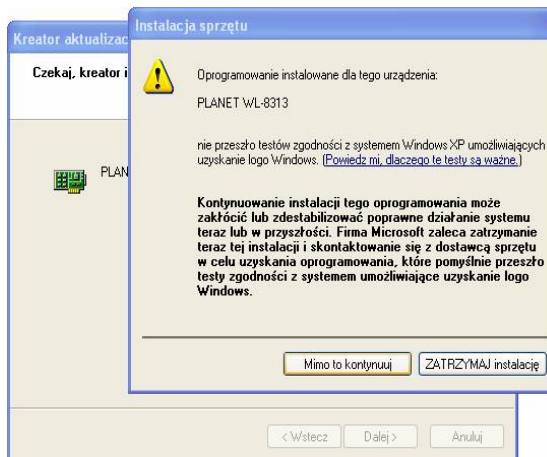 Instalacja sprzętu
Kreator aktualizac
Czekaj, kreator i
PLAN
Oprogramowanie instalowane dla tego urządzenia:
PLANET WL-8313
nie przeszło testów zgodności z systemem Windows XP umożliwiających
uzyskanie logo Windows. (Powiedz mi, dlaczego te testy są ważne.)
Kontynuowanie instalacji tego oprogramowania może
zakłócić lub zdestabilizować poprawne działanie systemu
teraz lub w przyszłości. Firma Microsoft zaleca zatrzymanie
teraz tej instalacji i skontaktowanie się z dostawcą sprzętu
w celu uzyskania oprogramowania, które pomyślnie przeszło
testy zgodności z systemem umożliwiające uzyskanie logo
Windows.
Mimo to kontynuuj
ZATRZYMAJ instalację
< Wstecz
Dalej >
Anuluj